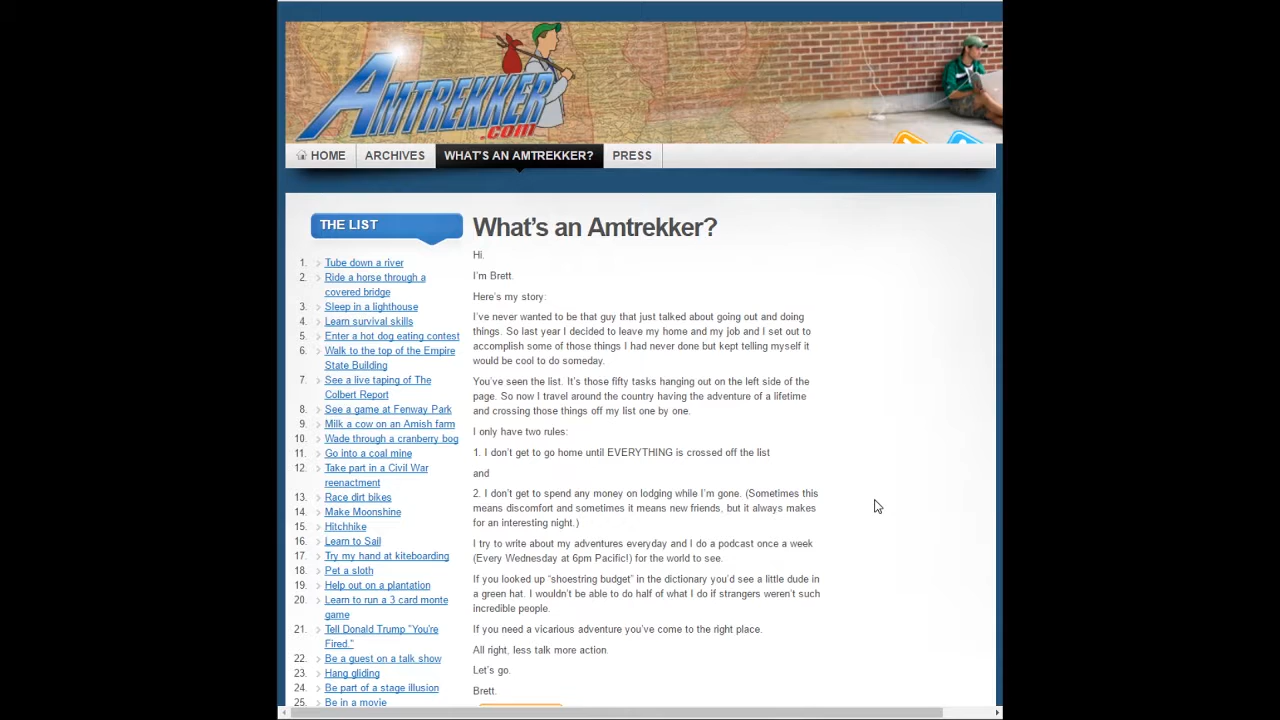 AMTREKKER
.COM
HOME
ARCHIVES
WHAT'S AN AMTREKKER?
PRESS
THE LIST
1. Tube down a river
2. Ride a horse through a
covered bridge
3. Sleep in a lighthouse
4. Learn survival skills
5. Enter a hot dog eating contest
6. Walk to the top of the Empire
State Building
7. See a live taping of The
Colbert Report
8. See a game at Fenway Park
9. Milk a cow on an Amish farm
10. Wade through a cranberry bog
11. Go into a coal mine
12. Take part in a Civil War
reenactment
13. Race dirt bikes
14. Make Moonshine
15. Hitchhike
16. Learn to Sail
17. Try my hand at kiteboarding
18. Pet a sloth
19. Help out on a plantation
20. Learn to run a 3 card monte
game
21. Tell Donald Trump "You're
Fired."
22. Be a guest on a talk show
23. Hang gliding
24. Be part of a stage illusion
25. Be in a movie
What's an Amtrekker?
Hi.
I'm Brett.
Here's my story:
I've never wanted to be that guy that just talked about going out and doing
things. So last year I decided to leave my home and my job and I set out to
accomplish some of those things I had never done but kept telling myself it
would be cool to do someday.
You've seen the list. It's those fifty tasks hanging out on the left side of the
page. So now I travel around the country having the adventure of a lifetime
and crossing those things off my list one by one.
I only have two rules:
1. I don't get to go home until EVERYTHING is crossed off the list
and
2. I don't get to spend any money on lodging while I'm gone. (Sometimes this
means discomfort and sometimes it means new friends, but it always makes
for an interesting night.)
I try to write about my adventures everyday and I do a podcast once a week
(Every Wednesday at 6pm Pacific!) for the world to see.
If you looked up "shoestring budget" in the dictionary you'd see a little dude in
a green hat. I wouldn't be able to do half of what I do if strangers weren't such
incredible people.
If you need a vicarious adventure you've come to the right place.
All right, less talk more action.
Let's go.
Brett.